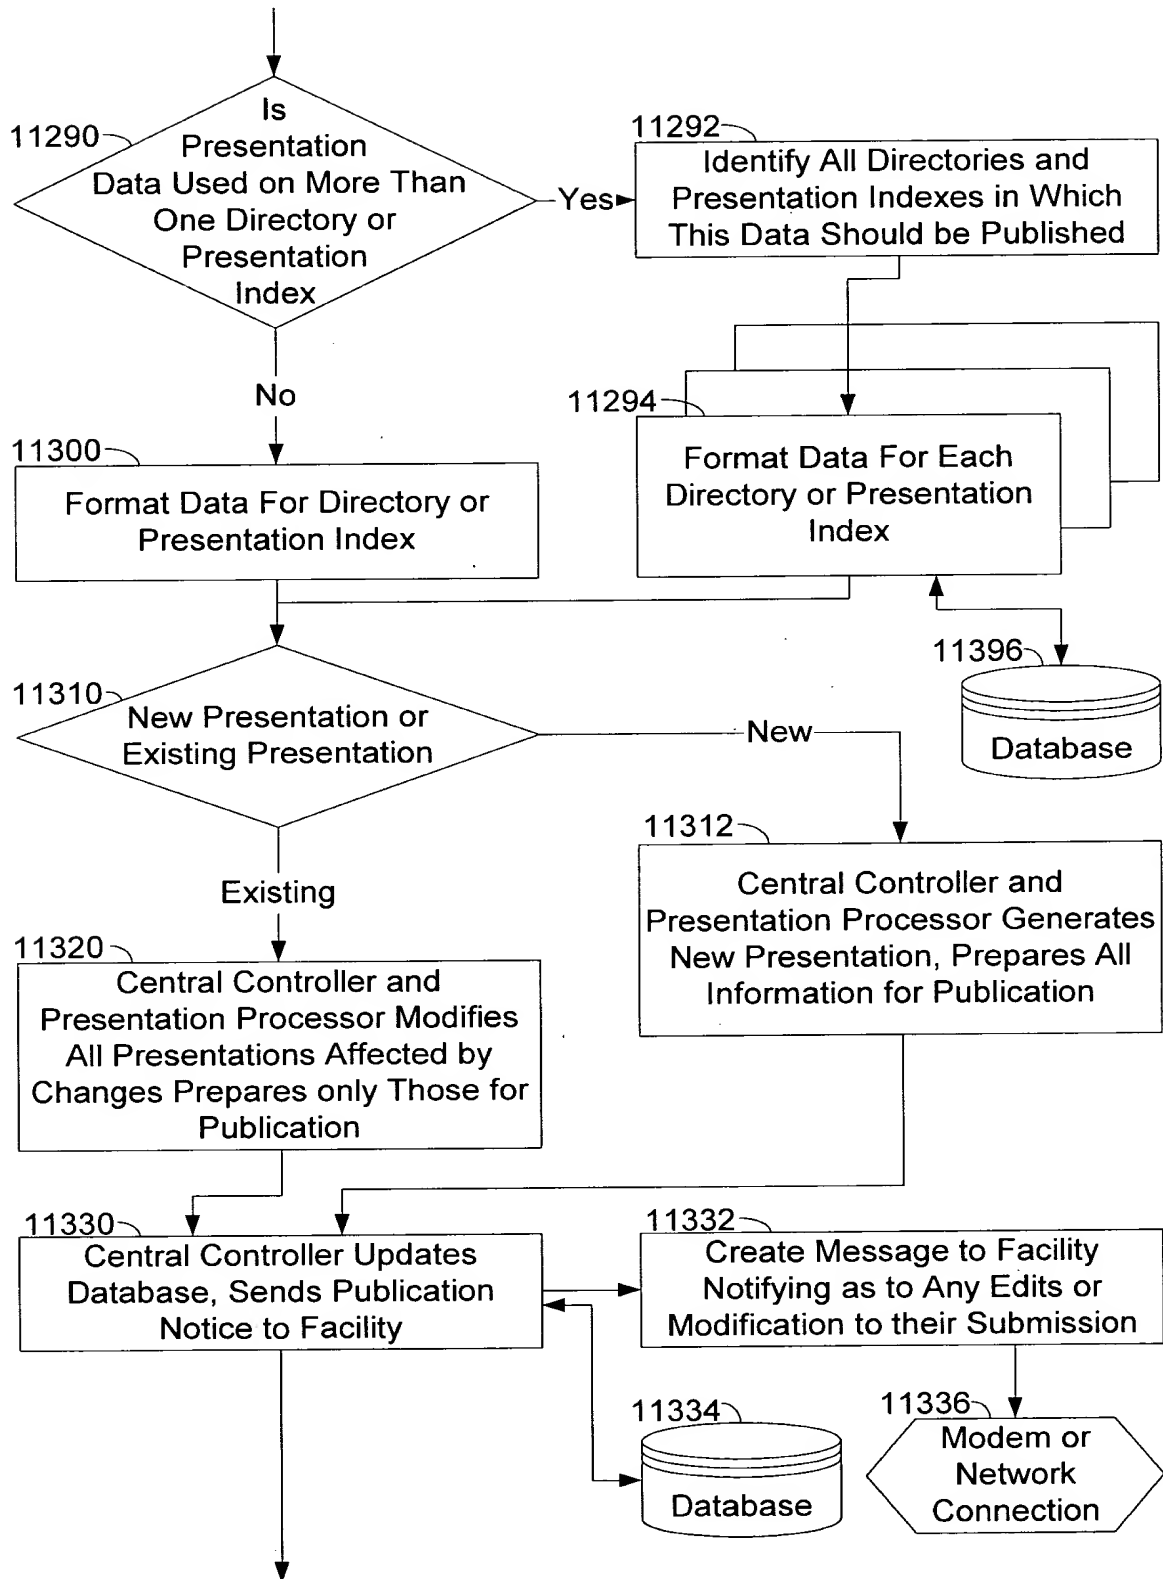 11290
Is
Presentation
Data Used on More Than
One Directory or
Presentation
Index
Yes
11292
Identify All Directories and
Presentation Indexes in Which
This Data Should be Published
No
11294
Format Data For Each
Directory or Presentation
Index
11300
Format Data For Directory or
Presentation Index
11396
Database
11310
New Presentation or
Existing Presentation
New
Existing
11312
Central Controller and
Presentation Processor Generates
New Presentation, Prepares All
Information for Publication
11320
Central Controller and
Presentation Processor Modifies
All Presentations Affected by
Changes Prepares only Those for
Publication
11330
Central Controller Updates
Database, Sends Publication
Notice to Facility
11332
Create Message to Facility
Notifying as to Any Edits or
Modification to their Submission
11334
Database
11336
Modem or
Network
Connection